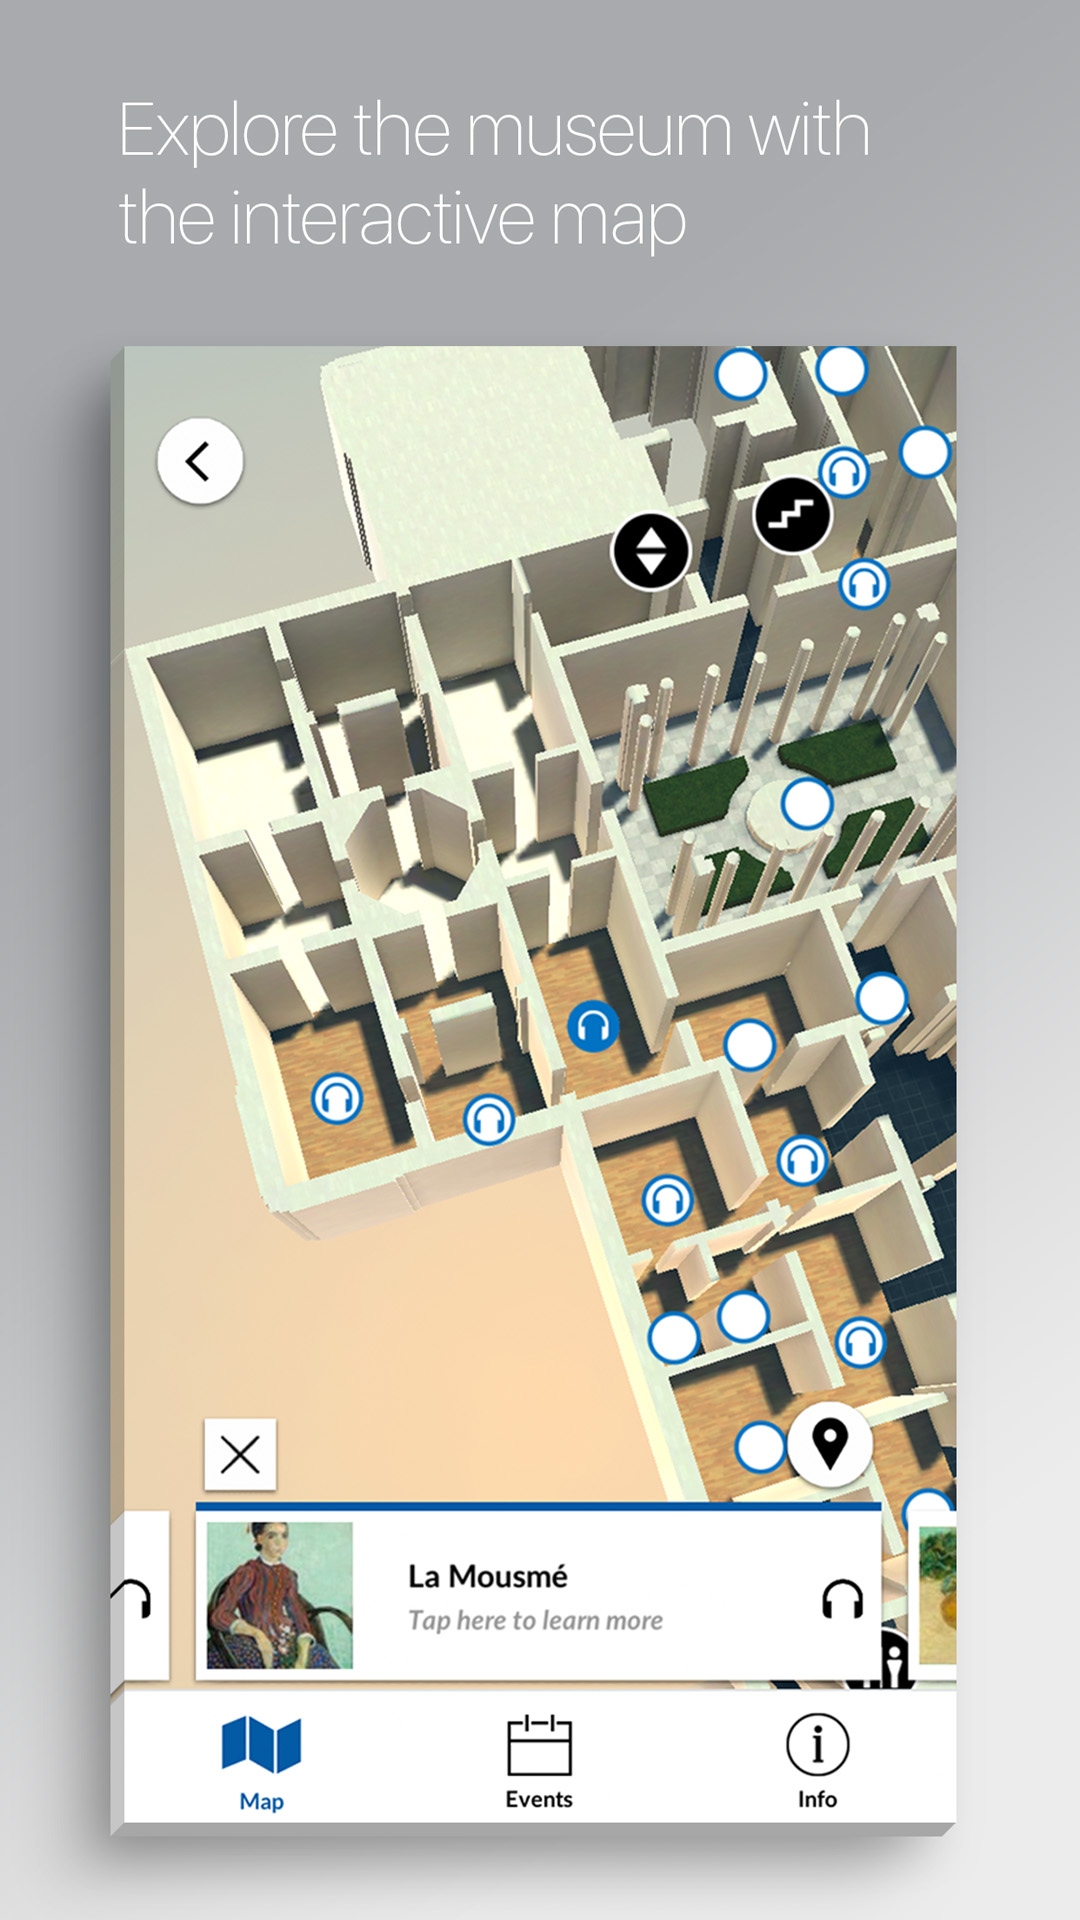 Explore the museum with
the interactive map
La Mousmé
Tap here to learn more
Map
Events
Info